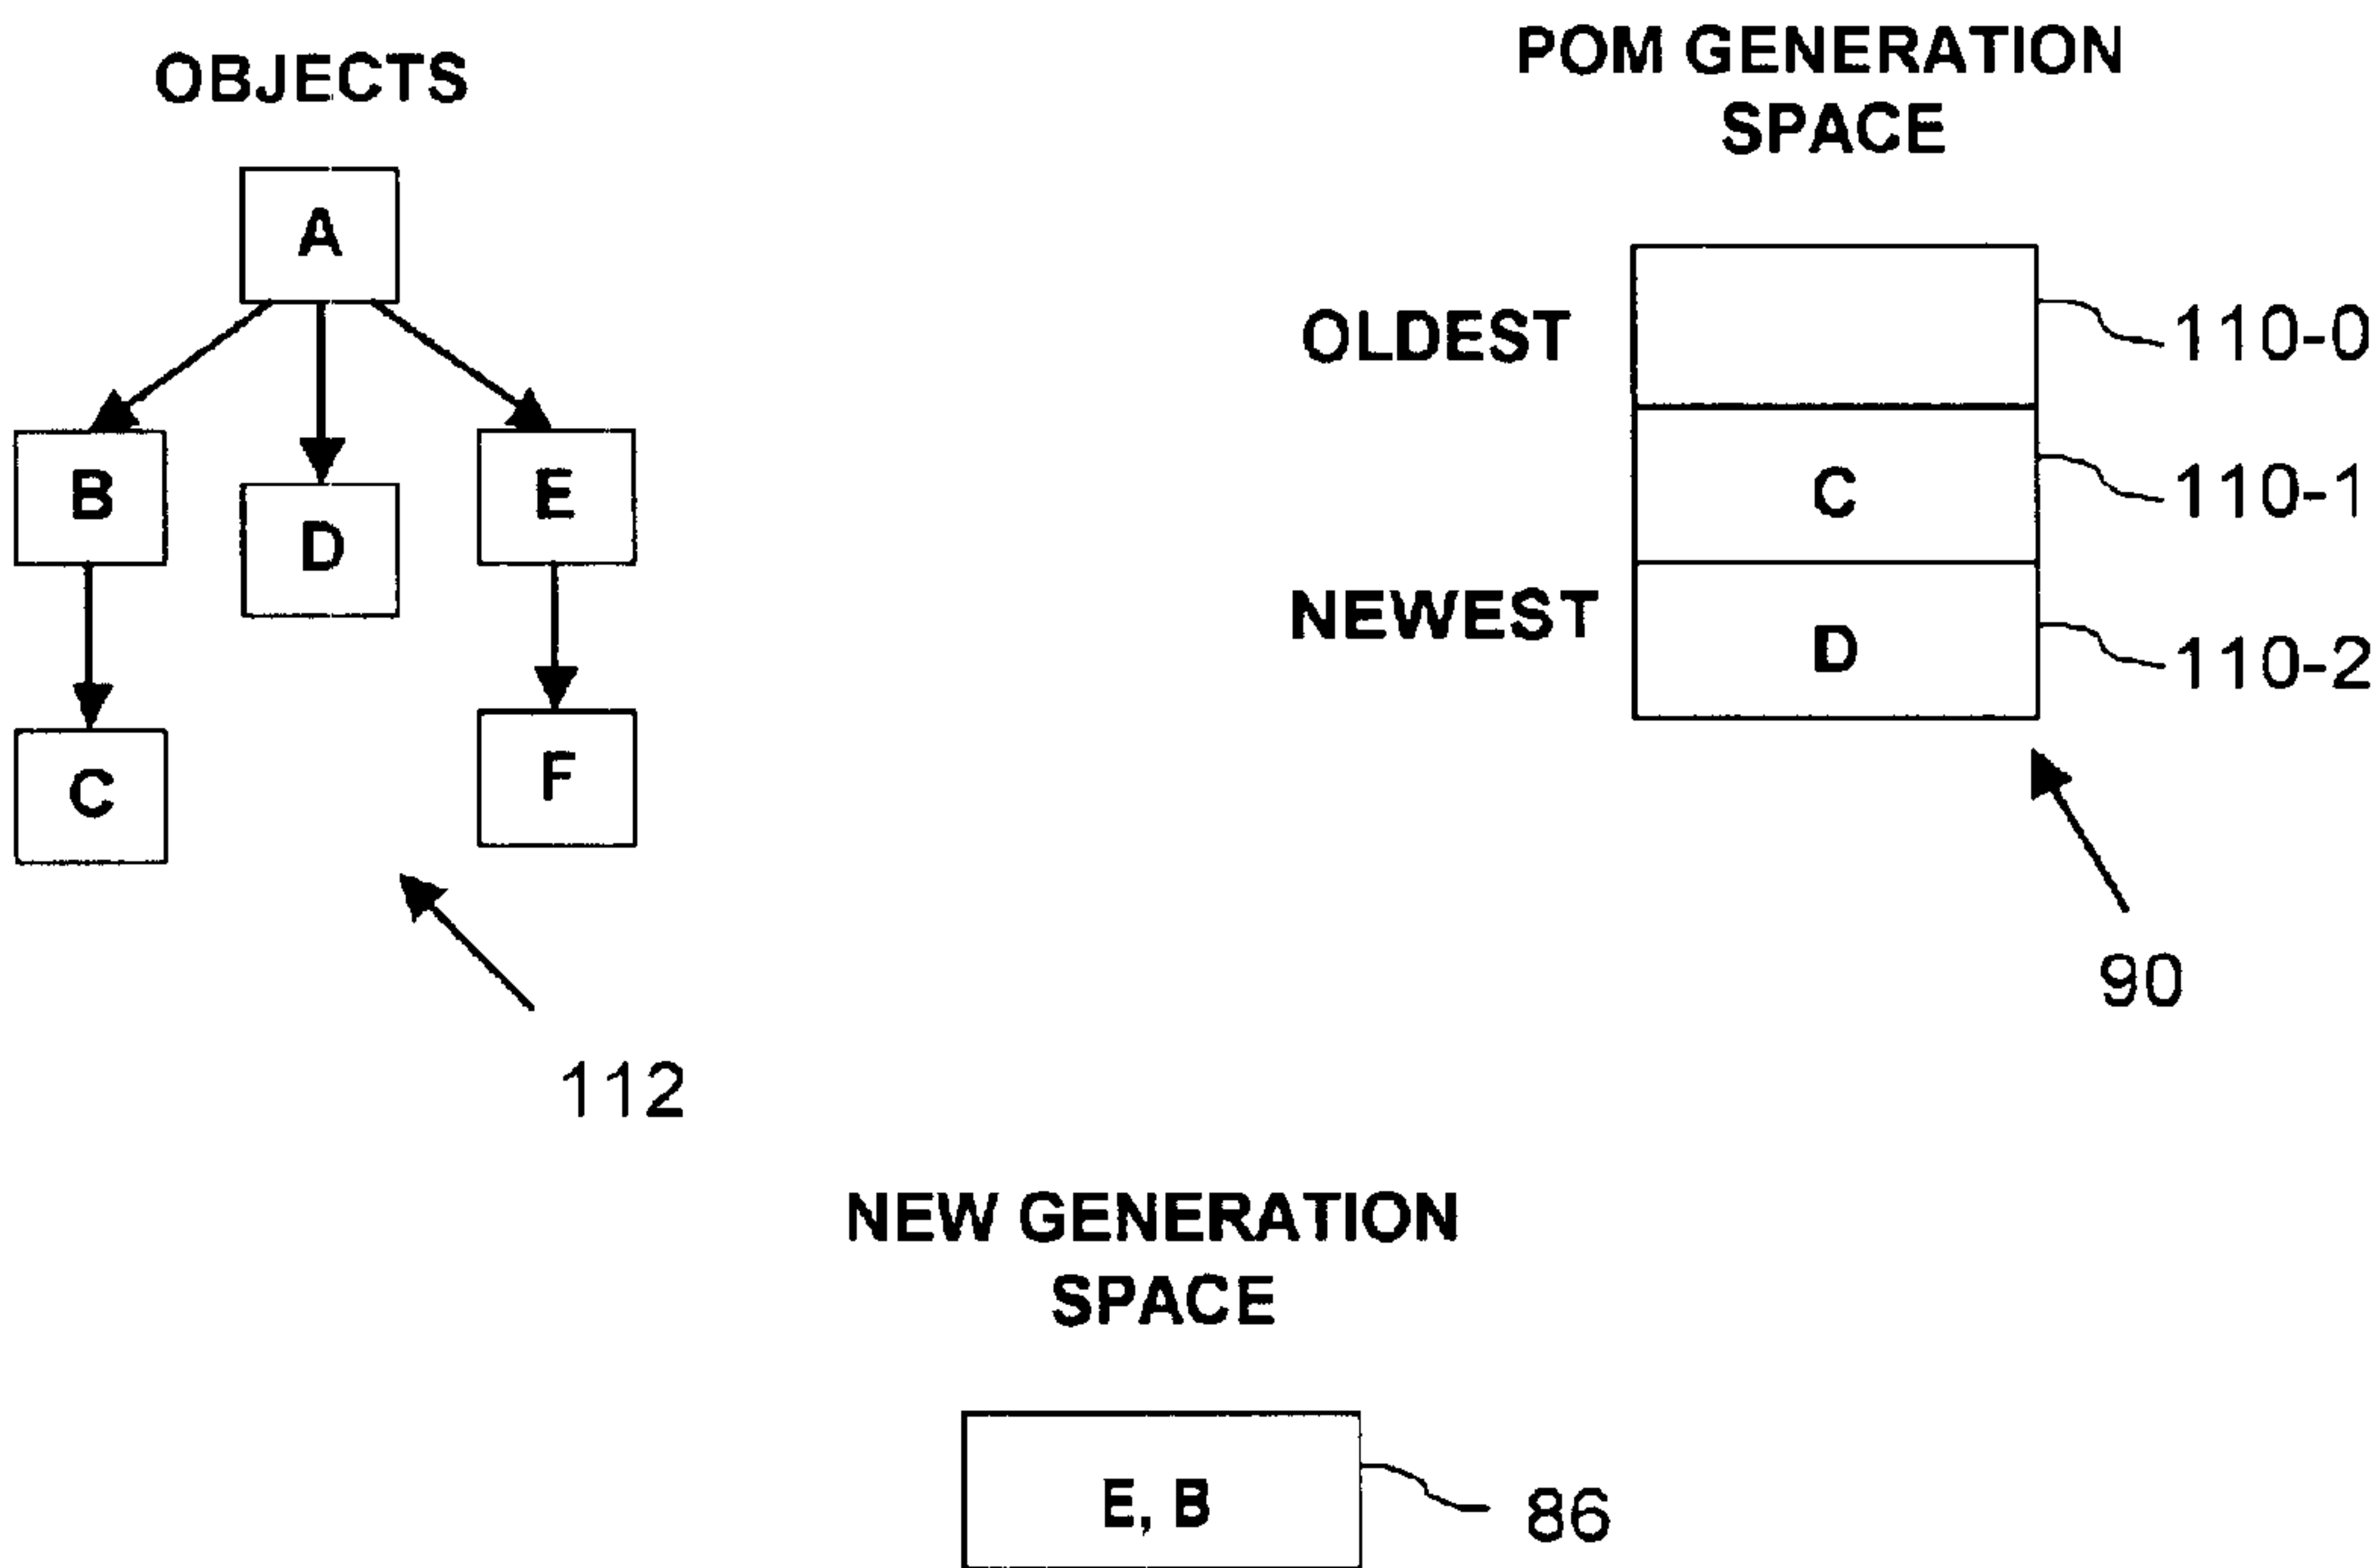 OBJECTS
A
B
D
E
C
F
112
POM GENERATION
SPACE
OLDEST
110-0
C
110-1
NEWEST
D
110-2
90
NEW GENERATION
SPACE
E, B
86